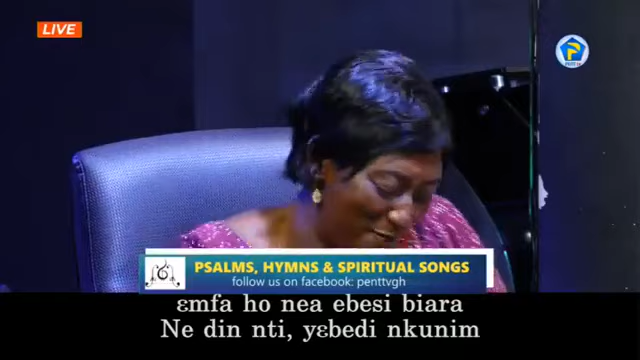 LIVE
P
PENT TV
PSALMS, HYMNS & SPIRITUAL SONGS
follow us on facebook: penttvgh
ɛmfa ho nea ebesi biara
Ne din nti, yɛbedi nkunim